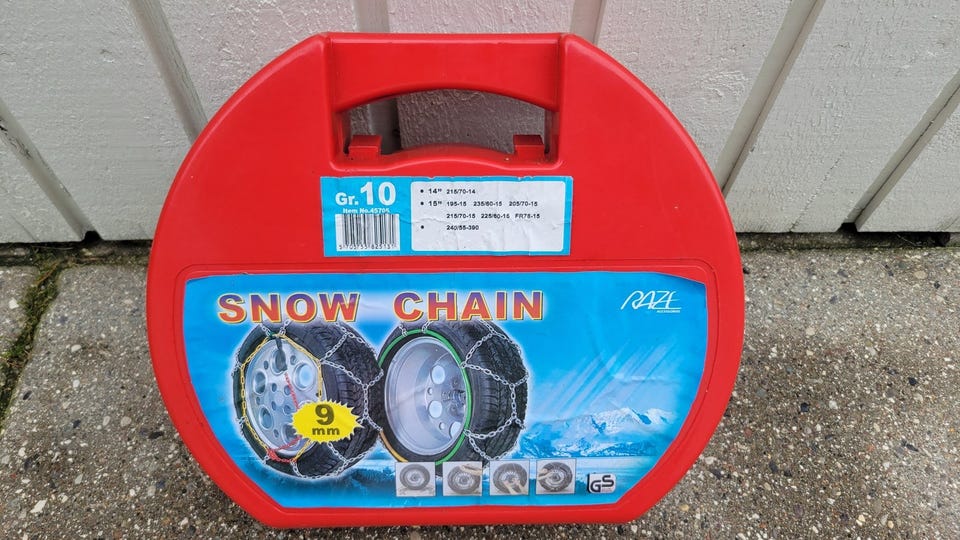 Gr.10
Item No.45705
• 14" 215/70-14
• 15" 195-15 235/60-15 205/70-15
215/70-15 225/60-15 FR78-15
• 240/55-390
SNOW CHAIN
RAZE
ACCESSORIES
9
mm
GS